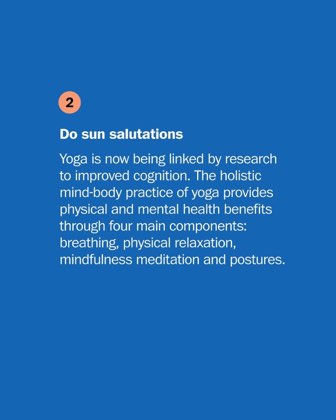 2
Do sun salutations
Yoga is now being linked by research
to improved cognition. The holistic
mind-body practice of yoga provides
physical and mental health benefits
through four main components:
breathing, physical relaxation,
mindfulness meditation and postures.